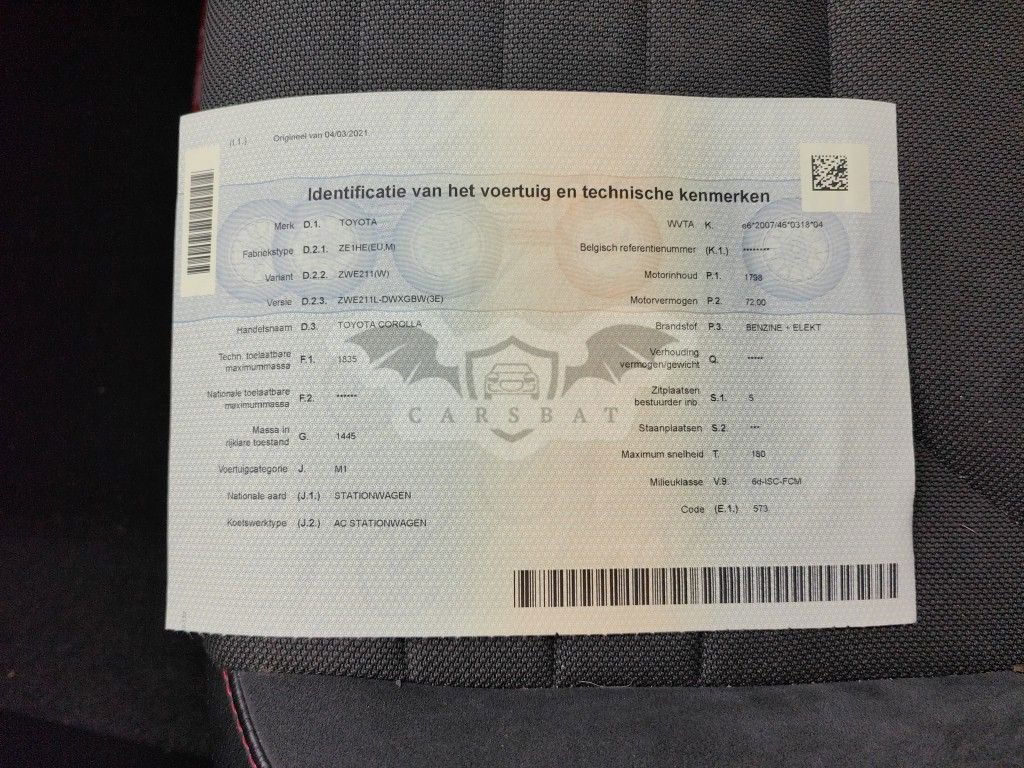 (I.1.) Origineel van 04/03/2021
Identificatie van het voertuig en technische kenmerken
Merk D.1. TOYOTA
Fabriekstype D.2.1. ZE1HE(EU,M)
Variant D.2.2. ZWE211(W)
Versie D.2.3. ZWE211L-DWXGBW(3E)
Handelsnaam D.3. TOYOTA COROLLA
Techn. toelaatbare
maximummassa F.1. 1835
Nationale toelaatbare
maximummassa F.2. ******
Massa in
rijklare toestand G. 1445
Voertuigcategorie J. M1
Nationale aard (J.1.) STATIONWAGEN
Koetswerktype (J.2.) AC STATIONWAGEN
WVTA K. e6*2007/46*0318*04
Belgisch referentienummer (K.1.) ********
Motorinhoud P.1. 1798
Motorvermogen P.2. 72.00
Brandstof P.3. BENZINE + ELEKT
Verhouding
vermogen/gewicht Q. *****
Zitplaatsen
bestuurder inb. S.1. 5
Staanplaatsen S.2. ***
Maximum snelheid T. 180
Milieuklasse V.9. 6d-ISC-FCM
Code (E.1.) 573
CARSBAT